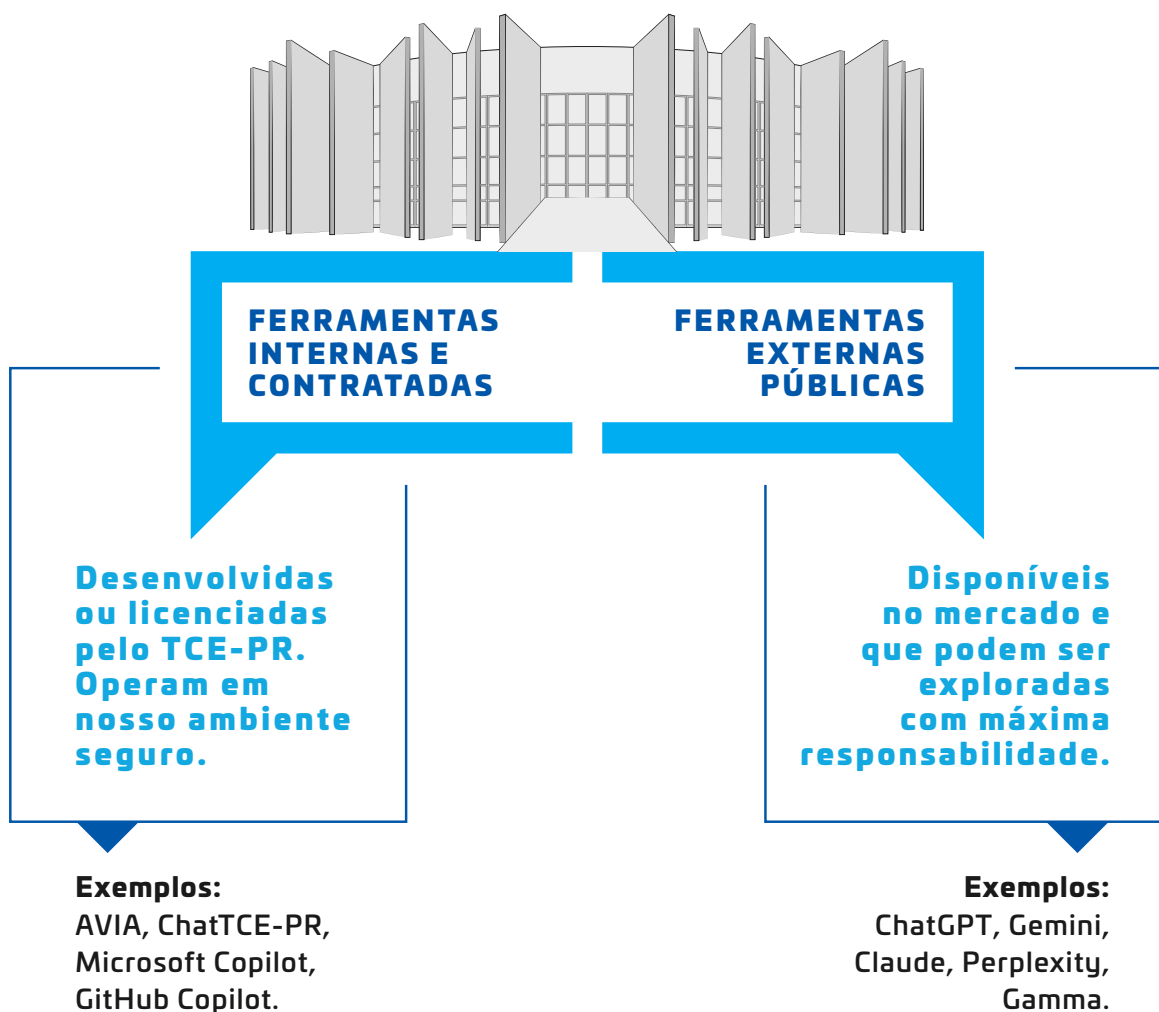 FERRAMENTAS
INTERNAS E
CONTRATADAS
FERRAMENTAS
EXTERNAS
PÚBLICAS
Desenvolvidas
ou licenciadas
pelo TCE-PR.
Operam em
nosso ambiente
seguro.
Disponíveis
no mercado e
que podem ser
exploradas
com máxima
responsabilidade.
Exemplos:
AVIA, ChatTCE-PR,
Microsoft Copilot,
GitHub Copilot.
Exemplos:
ChatGPT, Gemini,
Claude, Perplexity,
Gamma.